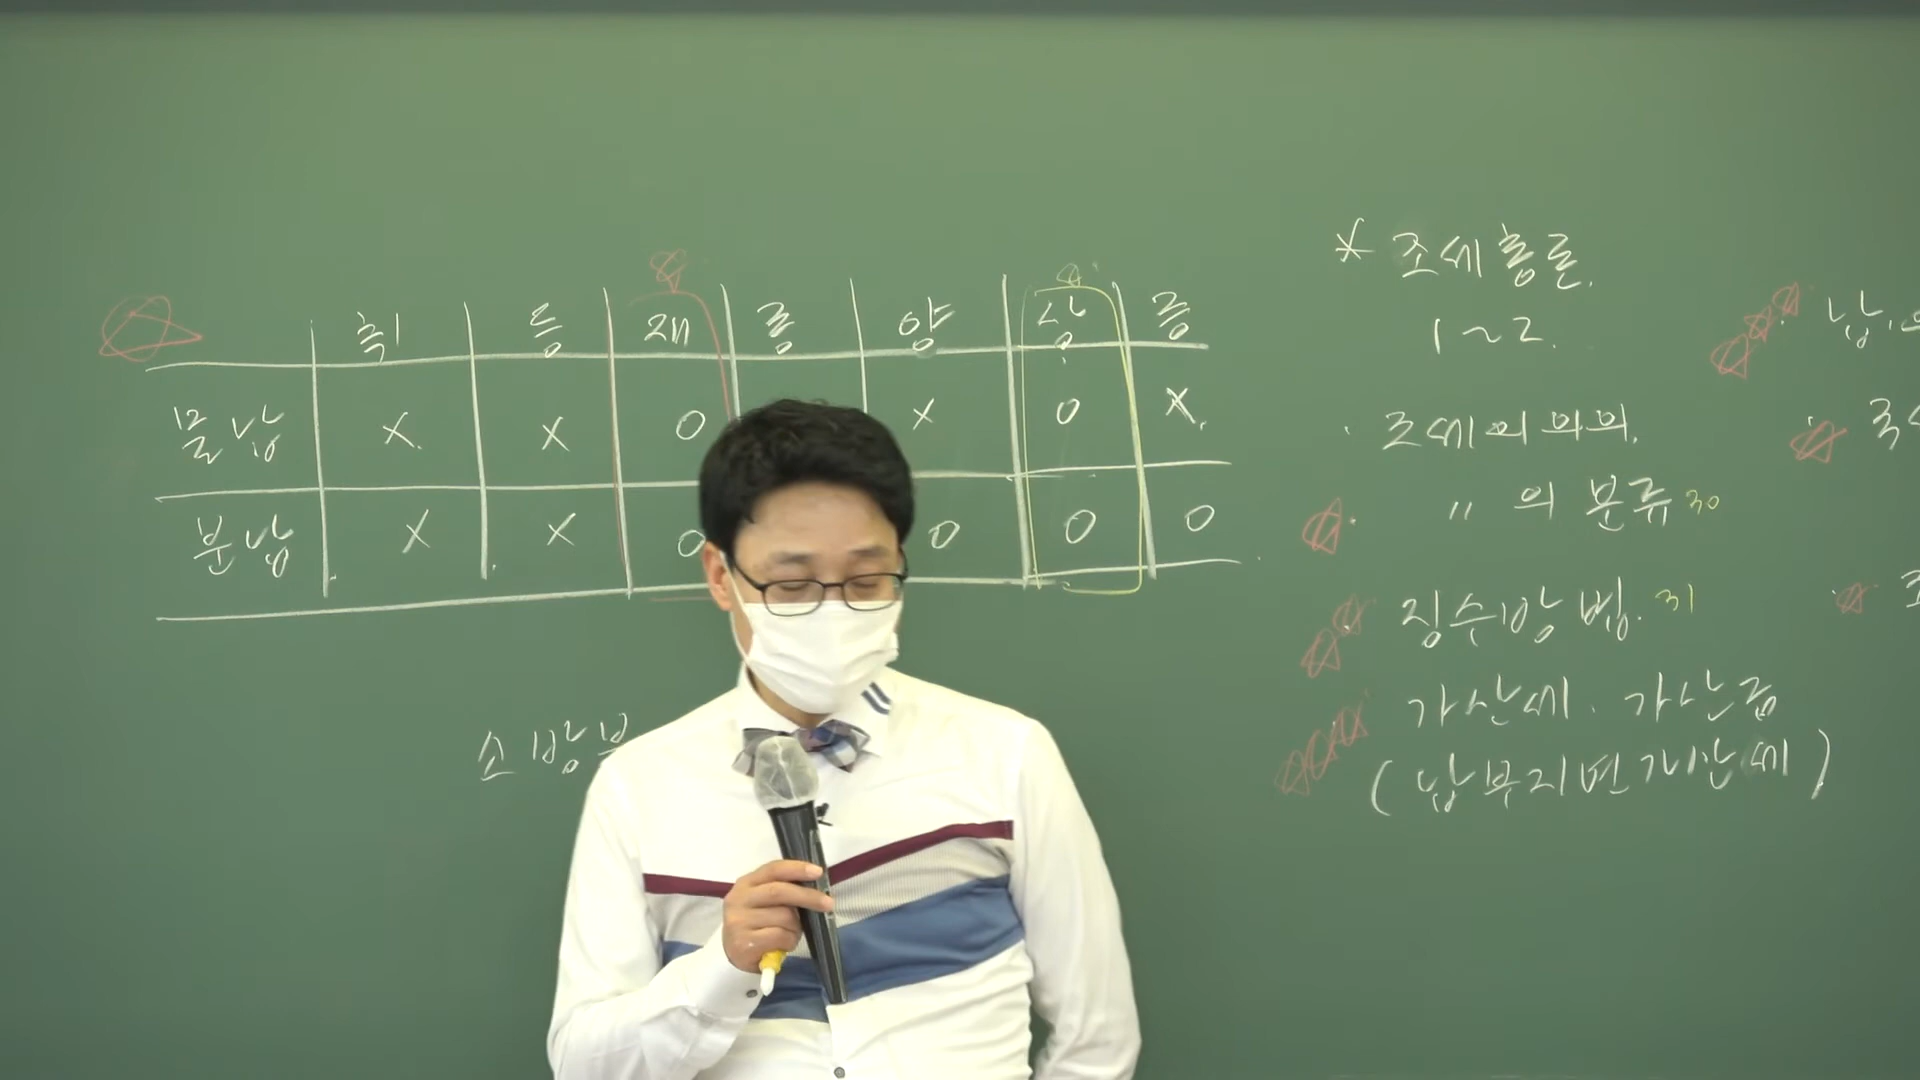 취 등 재 종 양 상 증
물납 X X O X O X
분납 X X O O O O
소방
* 조세총론.
1~2.
· 조세의 의의.
〃 의 분류 30
징수방법. 31
가산세. 가산금
(납부지연가산세)
납.